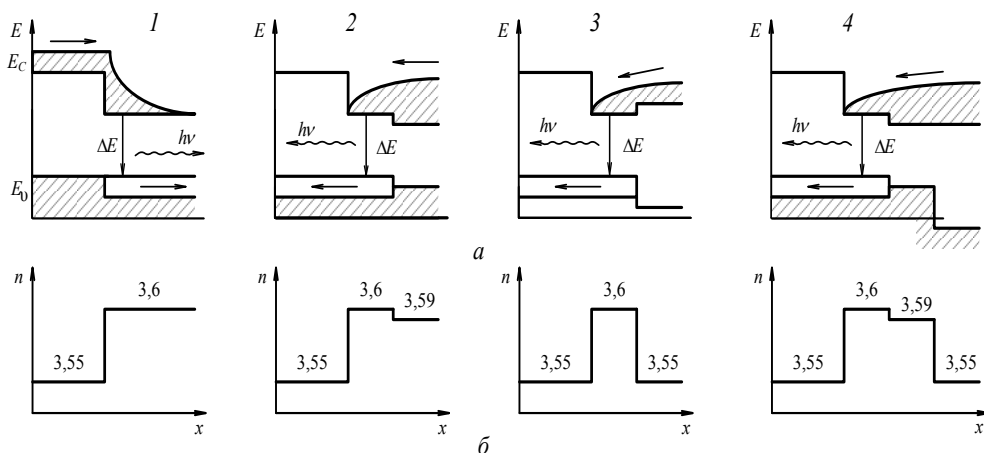 1 2 3 4
E E E E
E_C
hν hν hν hν
ΔE ΔE ΔE ΔE
E_υ
а
n n n n
3,6 3,6 3,6 3,6
3,59 3,59
3,55 3,55 3,55 3,55 3,55 3,55
x x x x
б